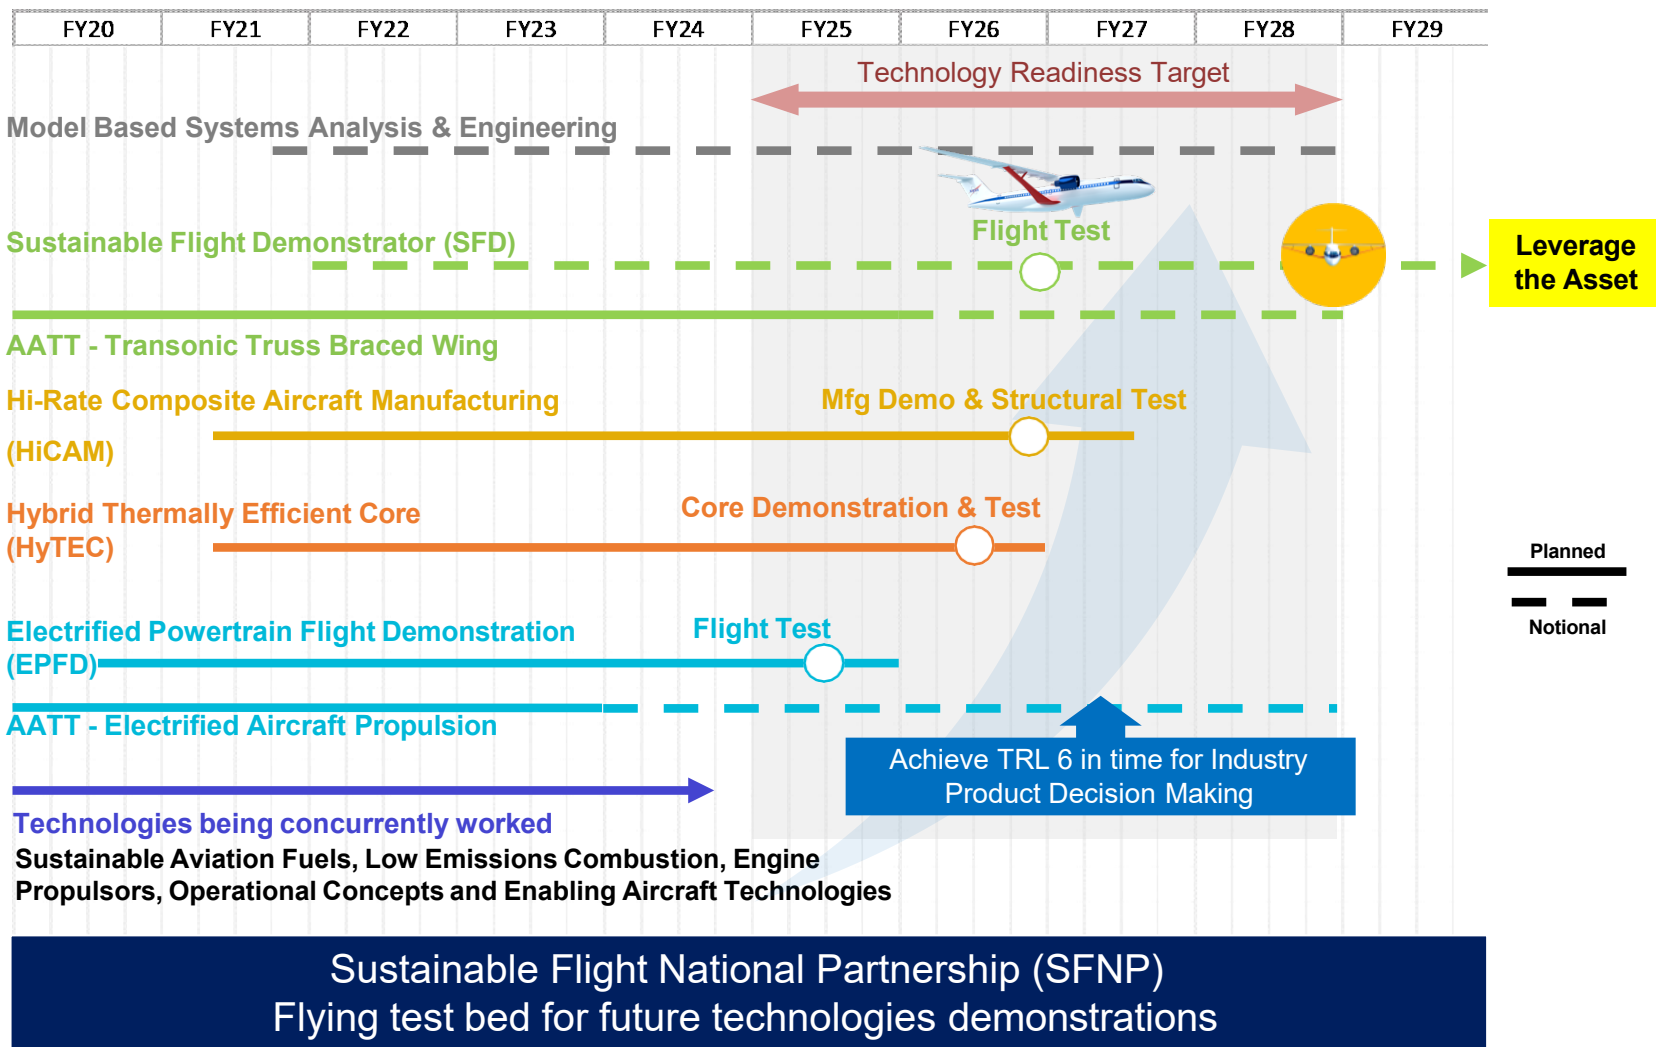 FY20 FY21 FY22 FY23 FY24 FY25 FY26 FY27 FY28 FY29
Technology Readiness Target
Model Based Systems Analysis & Engineering
Sustainable Flight Demonstrator (SFD)
Flight Test
Leverage
the Asset
AATT - Transonic Truss Braced Wing
Hi-Rate Composite Aircraft Manufacturing
(HiCAM)
Mfg Demo & Structural Test
Hybrid Thermally Efficient Core
(HyTEC)
Core Demonstration & Test
Planned
Notional
Electrified Powertrain Flight Demonstration
(EPFD)
Flight Test
AATT - Electrified Aircraft Propulsion
Achieve TRL 6 in time for Industry
Product Decision Making
Technologies being concurrently worked
Sustainable Aviation Fuels, Low Emissions Combustion, Engine
Propulsors, Operational Concepts and Enabling Aircraft Technologies
Sustainable Flight National Partnership (SFNP)
Flying test bed for future technologies demonstrations